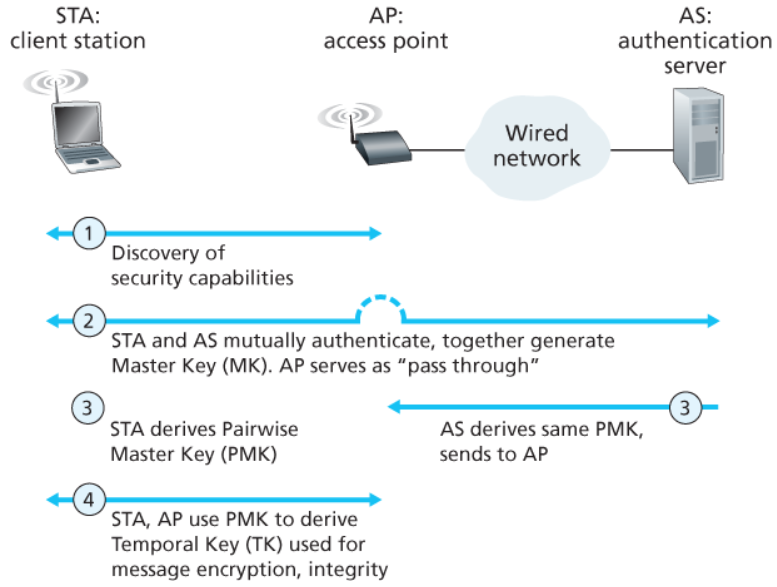 STA:
client station
AP:
access point
AS:
authentication
server
Wired
network
1
Discovery of
security capabilities
2
STA and AS mutually authenticate, together generate
Master Key (MK). AP serves as “pass through”
3
STA derives Pairwise
Master Key (PMK)
3
AS derives same PMK,
sends to AP
4
STA, AP use PMK to derive
Temporal Key (TK) used for
message encryption, integrity